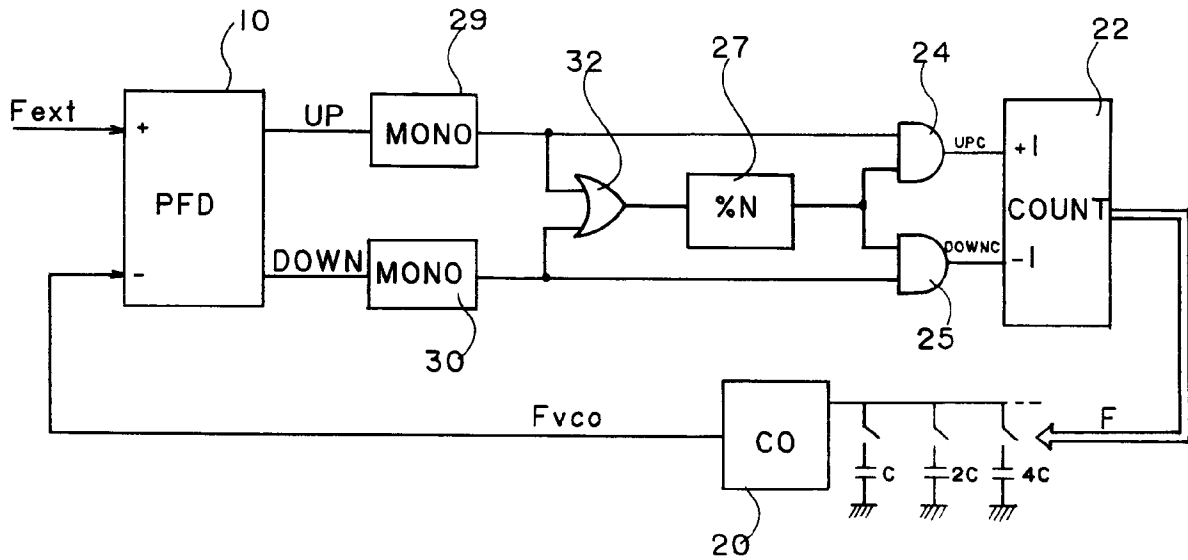 10
29
32
27
24
22
Fext
+
UP
MONO
UPC
+1
PFD
%N
COUNT
-
DOWN
MONO
DOWNC
-1
30
25
Fvco
CO
F
C
2C
4C
20